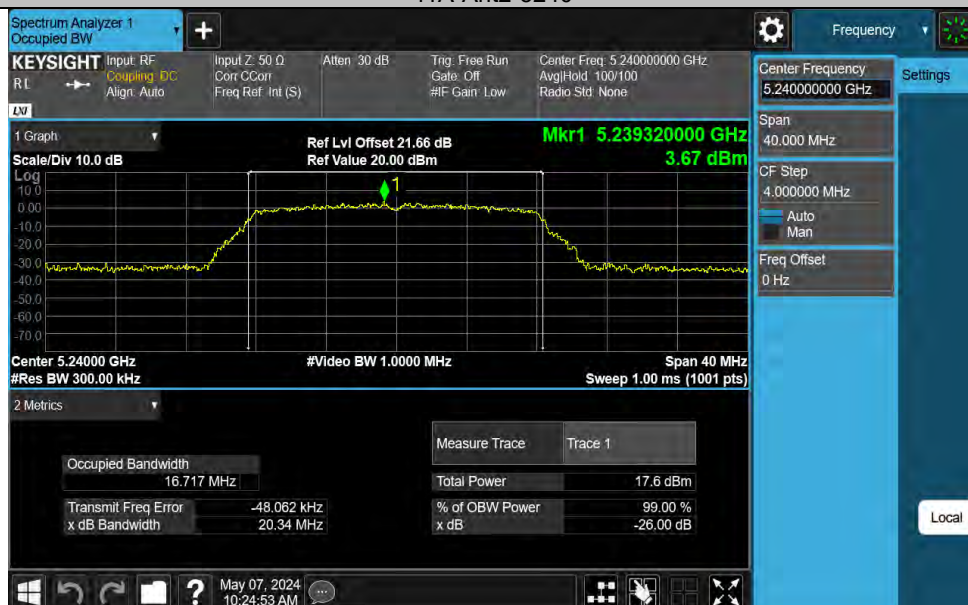 Spectrum Analyzer 1
Occupied BW
Frequency
KEYSIGHT
Input: RF
Coupling: DC
Align: Auto
Input Z: 50 Ω
Corr CCorr
Freq Ref: Int (S)
Atten: 30 dB
Trig: Free Run
Gate: Off
#IF Gain: Low
Center Freq: 5.240000000 GHz
Avg|Hold: 100/100
Radio Std: None
LXI
Center Frequency
5.240000000 GHz
Settings
Span
40.000 MHz
CF Step
4.000000 MHz
Auto
Man
Freq Offset
0 Hz
1 Graph
Scale/Div 10.0 dB
Ref Lvl Offset 21.66 dB
Ref Value 20.00 dBm
Mkr1 5.239320000 GHz
3.67 dBm
Log
10.0
0.00
-10.0
-20.0
-30.0
-40.0
-50.0
-60.0
-70.0
1
Center 5.24000 GHz
#Video BW 1.0000 MHz
Span 40 MHz
#Res BW 300.00 kHz
Sweep 1.00 ms (1001 pts)
2 Metrics
Measure Trace Trace 1
Occupied Bandwidth
16.717 MHz
Total Power 17.6 dBm
Transmit Freq Error -48.062 kHz
% of OBW Power 99.00 %
x dB Bandwidth 20.34 MHz
x dB -26.00 dB
Local
?
May 07, 2024
10:24:53 AM